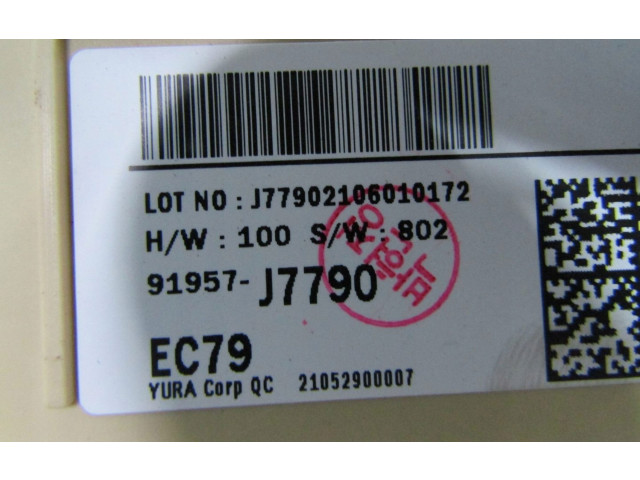 LOT NO : J77902106010172
H/W : 100 S/W : 802
91957- J7790
EC79
YURA Corp QC 21052900007